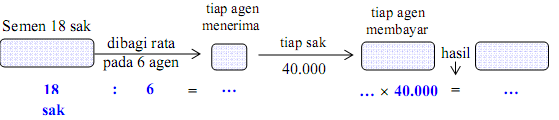 Semen 18 sak
dibagi rata
pada 6 agen
tiap agen
menerima
tiap sak
40.000
tiap agen
membayar
hasil
18 : 6 = ...
sak
... × 40.000 = ...